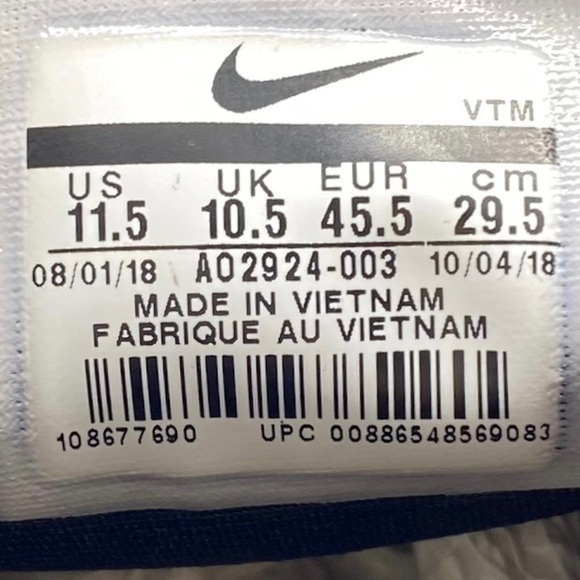 VTM
US UK EUR cm
11.5 10.5 45.5 29.5
08/01/18 AO2924-003 10/04/18
MADE IN VIETNAM
FABRIQUE AU VIETNAM
108677690 UPC 00886548569083